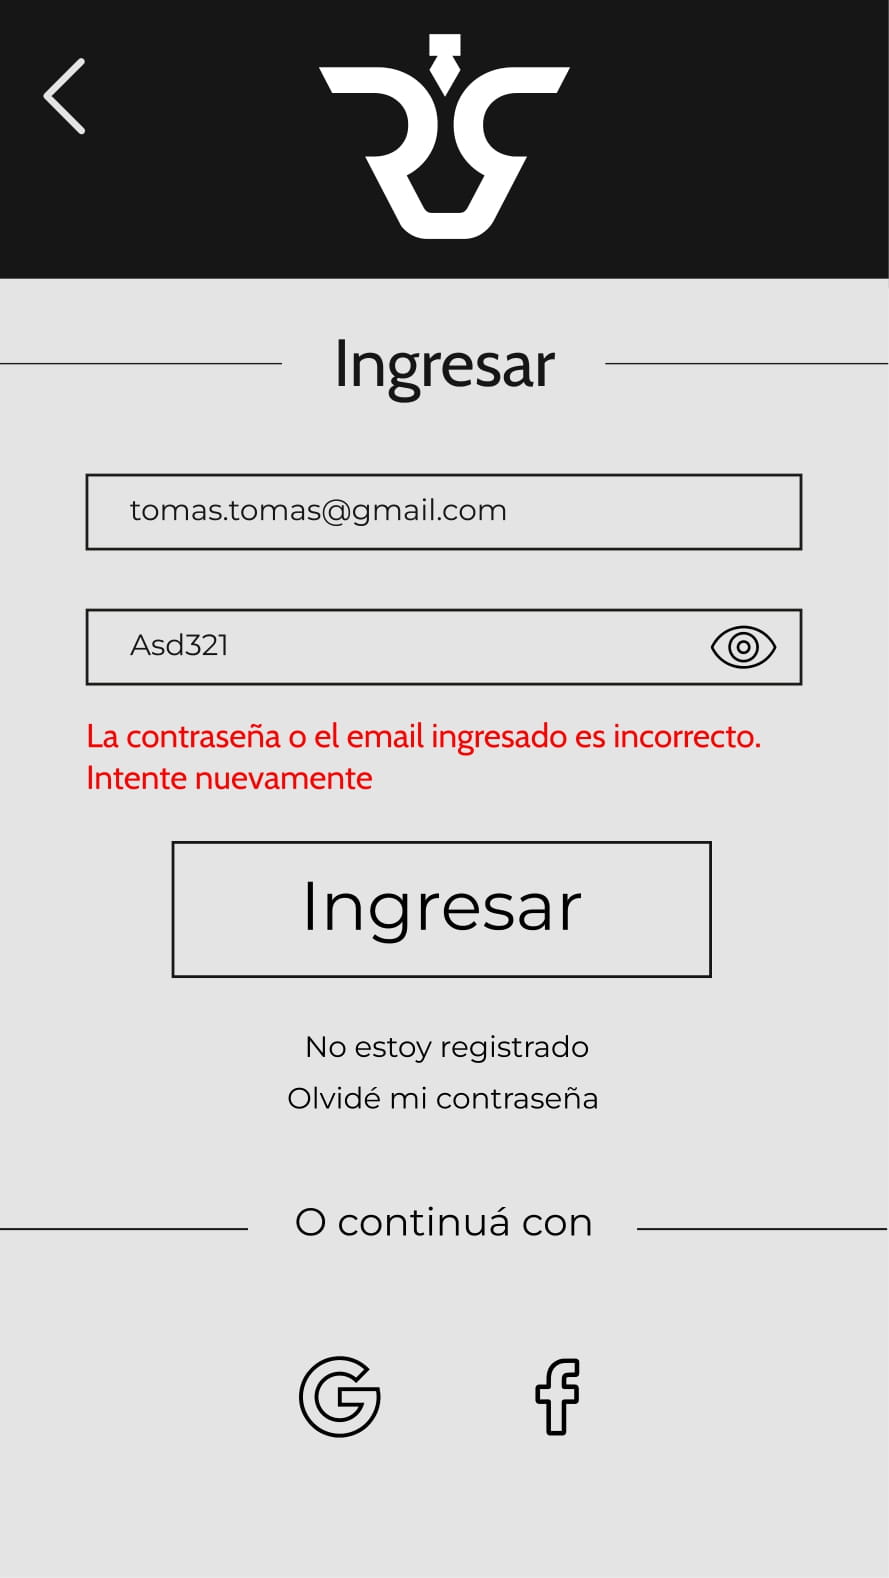 Ingresar
tomas.tomas@gmail.com
Asd321
La contraseña o el email ingresado es incorrecto.
Intente nuevamente
Ingresar
No estoy registrado
Olvidé mi contraseña
O continuá con